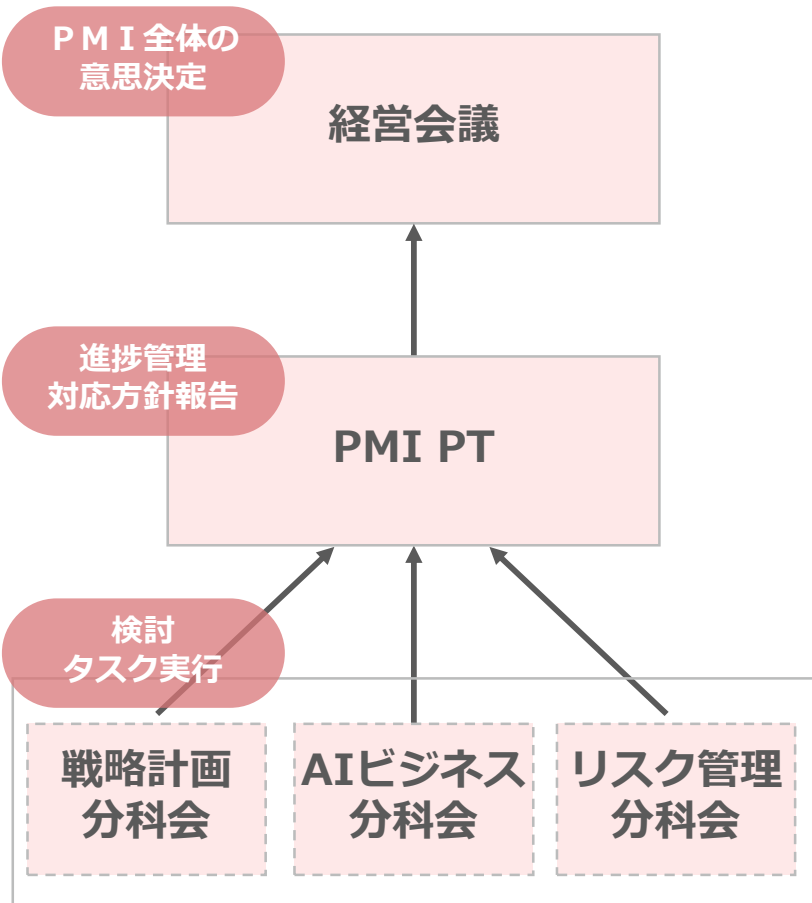 ＰＭＩ全体の
意思決定
経営会議
進捗管理
対応方針報告
PMI PT
検討
タスク実行
戦略計画
分科会
AIビジネス
分科会
リスク管理
分科会